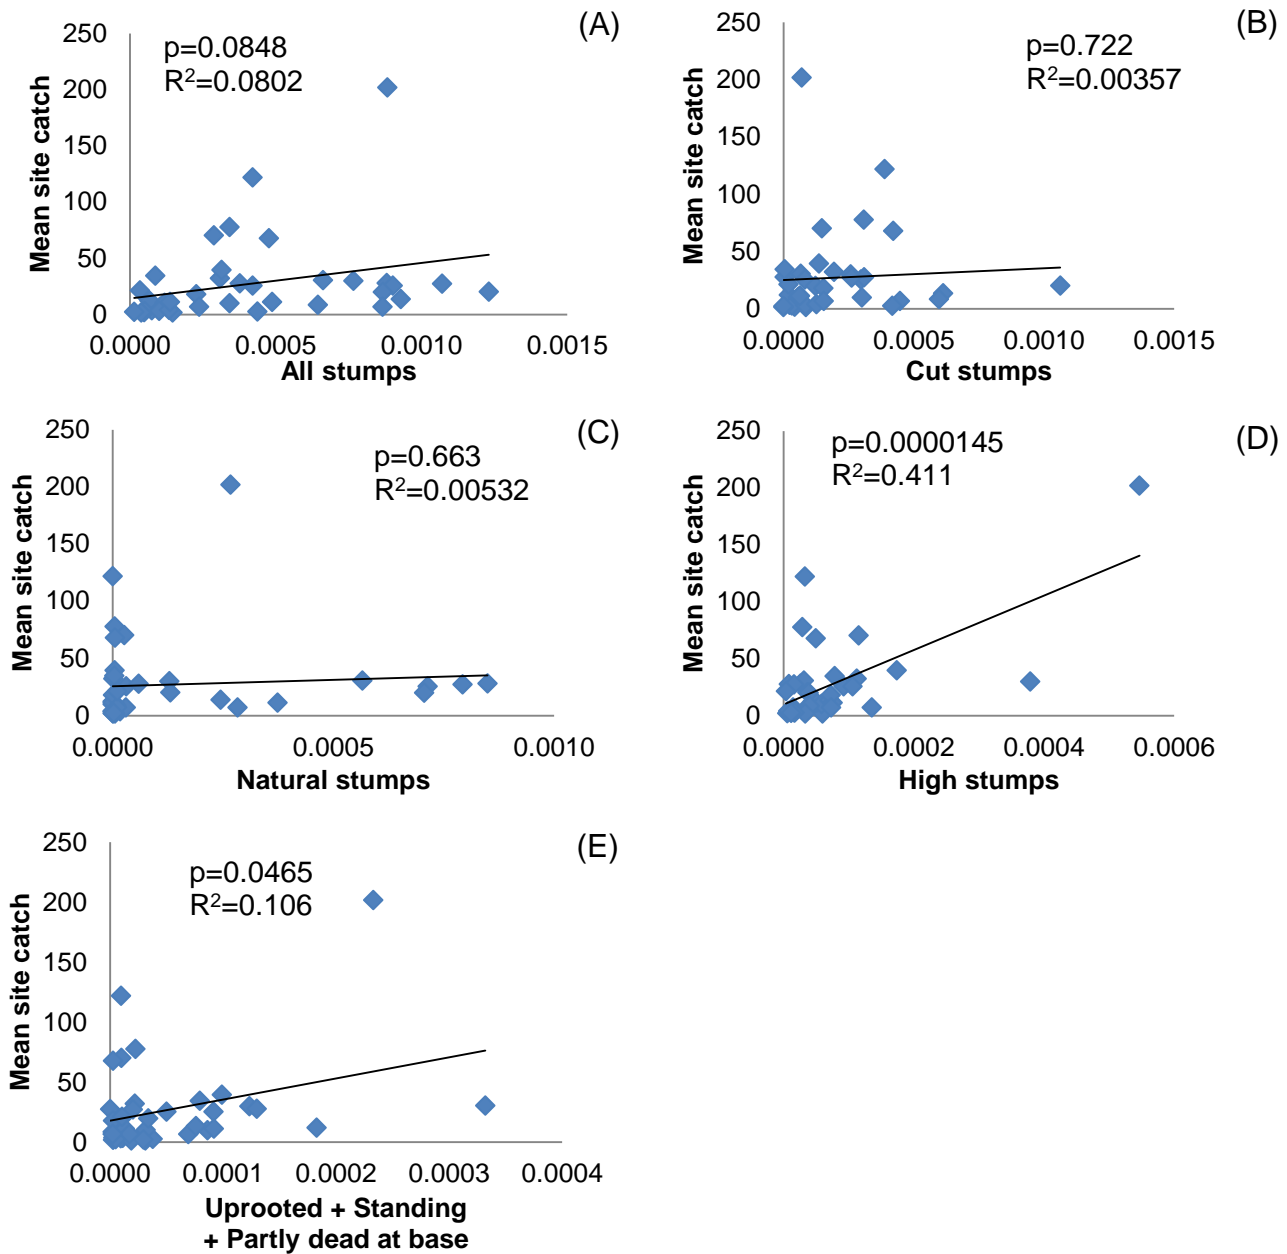 (A)
p=0.0848
R²=0.0802
Mean site catch
250
200
150
100
50
0
0.0000 0.0005 0.0010 0.0015
All stumps
(B)
p=0.722
R²=0.00357
Mean site catch
250
200
150
100
50
0
0.0000 0.0005 0.0010 0.0015
Cut stumps
(C)
p=0.663
R²=0.00532
Mean site catch
250
200
150
100
50
0
0.0000 0.0005 0.0010
Natural stumps
(D)
p=0.0000145
R²=0.411
Mean site catch
250
200
150
100
50
0
0.0000 0.0002 0.0004 0.0006
High stumps
(E)
p=0.0465
R²=0.106
Mean site catch
250
200
150
100
50
0
0.0000 0.0001 0.0002 0.0003 0.0004
Uprooted + Standing
+ Partly dead at base